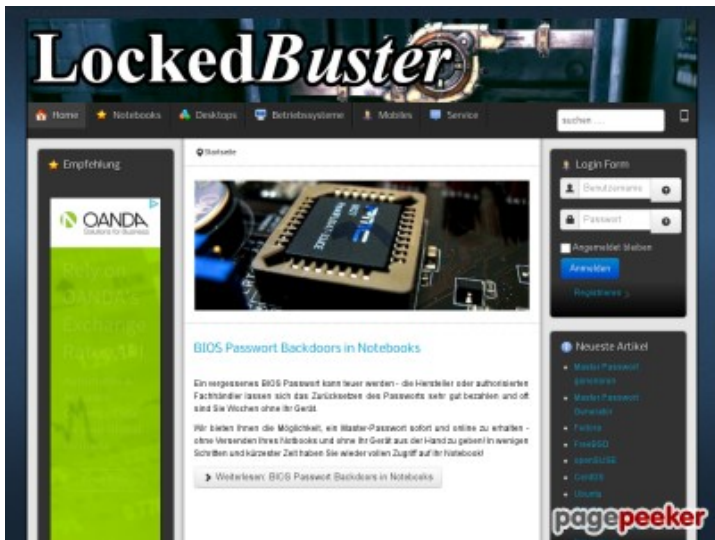 LockedBuster
Home Notebooks Desktops Betriebssysteme Mobiles Service
suchen ...
Empfehlung
OANDA
Solutions for Business
Rely on
OANDA's
Exchange
Startseite
BIOS Passwort Backdoors in Notebooks
Ein vergessenes BIOS Passwort kann teuer werden - die Hersteller oder authorisierten
Fachhändler lassen sich das Zurücksetzen des Passworts sehr gut bezahlen und oft
sind Sie Wochen ohne Ihr Gerät.
Wir bieten Ihnen die Möglichkeit, ein Master-Passwort sofort und online zu erhalten -
ohne Versenden Ihres Notbooks und ohne Ihr Gerät aus der Hand zu geben! In wenigen
Schritten und kürzester Zeit haben Sie wieder vollen Zugriff auf Ihr Notebook!
Weiterlesen: BIOS Passwort Backdoors in Notebooks
Login Form
Benutzername
Passwort
Angemeldet bleiben
Anmelden
Registrieren
Neueste Artikel
Master Passwort
generieren
Master Passwort
Generator
Fedora
FreeBSD
openSUSE
CentOS
Ubuntu
pagepeeker